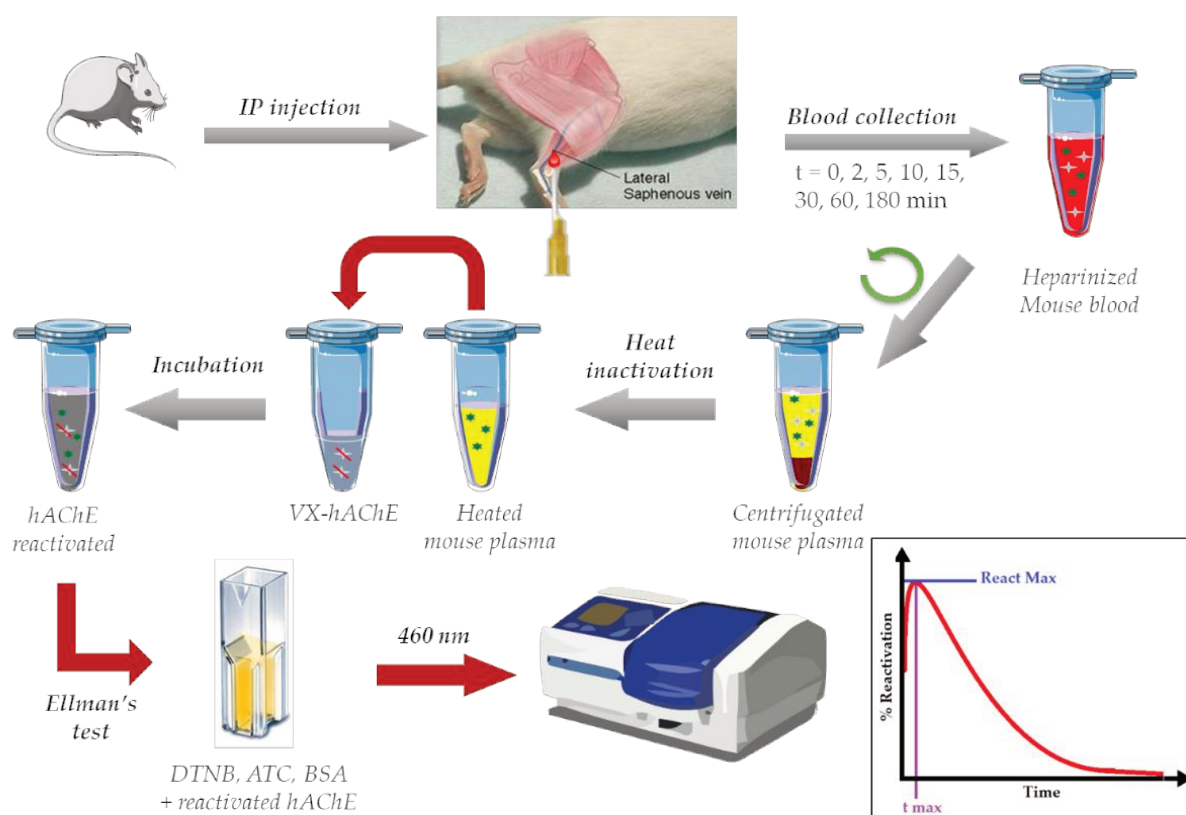 IP injection
Lateral
Saphenous vein
Blood collection
t = 0, 2, 5, 10, 15,
30, 60, 180 min
Heparinized
Mouse blood
Heat
inactivation
Incubation
hAChE
reactivated
VX-hAChE
Heated
mouse plasma
Centrifugated
mouse plasma
Ellman's
test
DTNB, ATC, BSA
+ reactivated hAChE
460 nm
React Max
% Reactivation
Time
t max